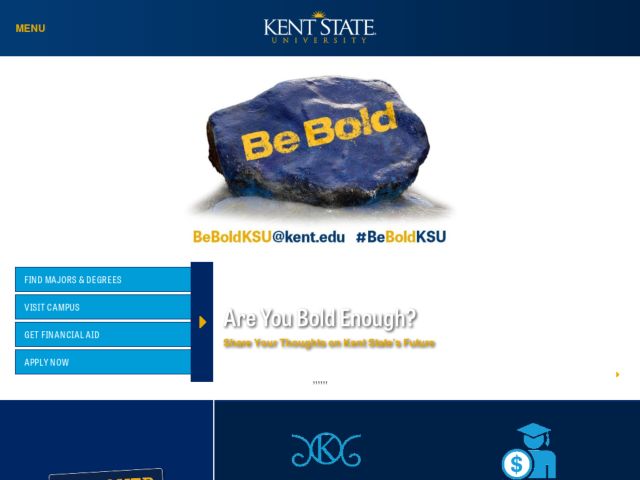 MENU
KENT STATE
UNIVERSITY
Be Bold
BeBoldKSU@kent.edu #BeBoldKSU
FIND MAJORS & DEGREES
VISIT CAMPUS
GET FINANCIAL AID
APPLY NOW
Are You Bold Enough?
Share Your Thoughts on Kent State's Future
,,,,,,
K
$